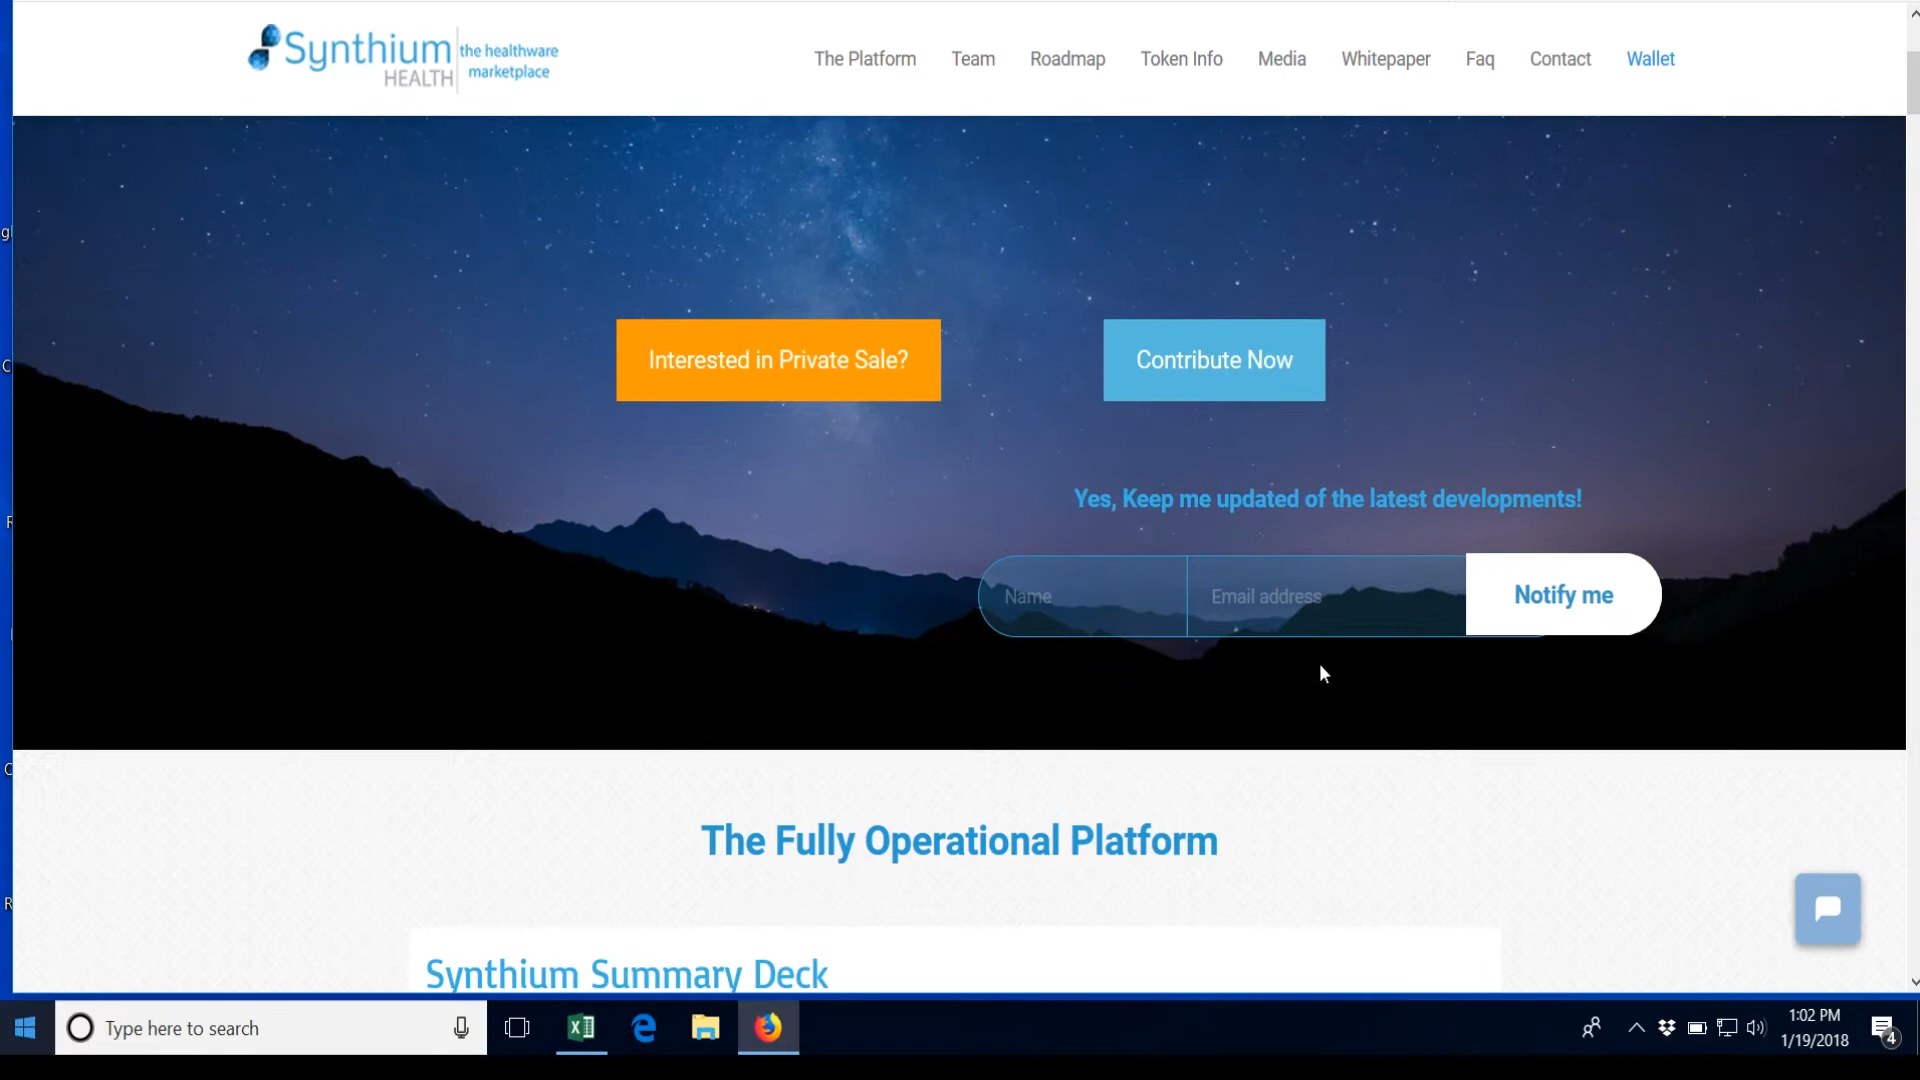 Synthium
HEALTH
the healthware
marketplace
The Platform Team Roadmap Token Info Media Whitepaper Faq Contact Wallet
Interested in Private Sale?
Contribute Now
Yes, Keep me updated of the latest developments!
Name
Email address
Notify me
The Fully Operational Platform
Synthium Summary Deck
Type here to search
1:02 PM
1/19/2018
4